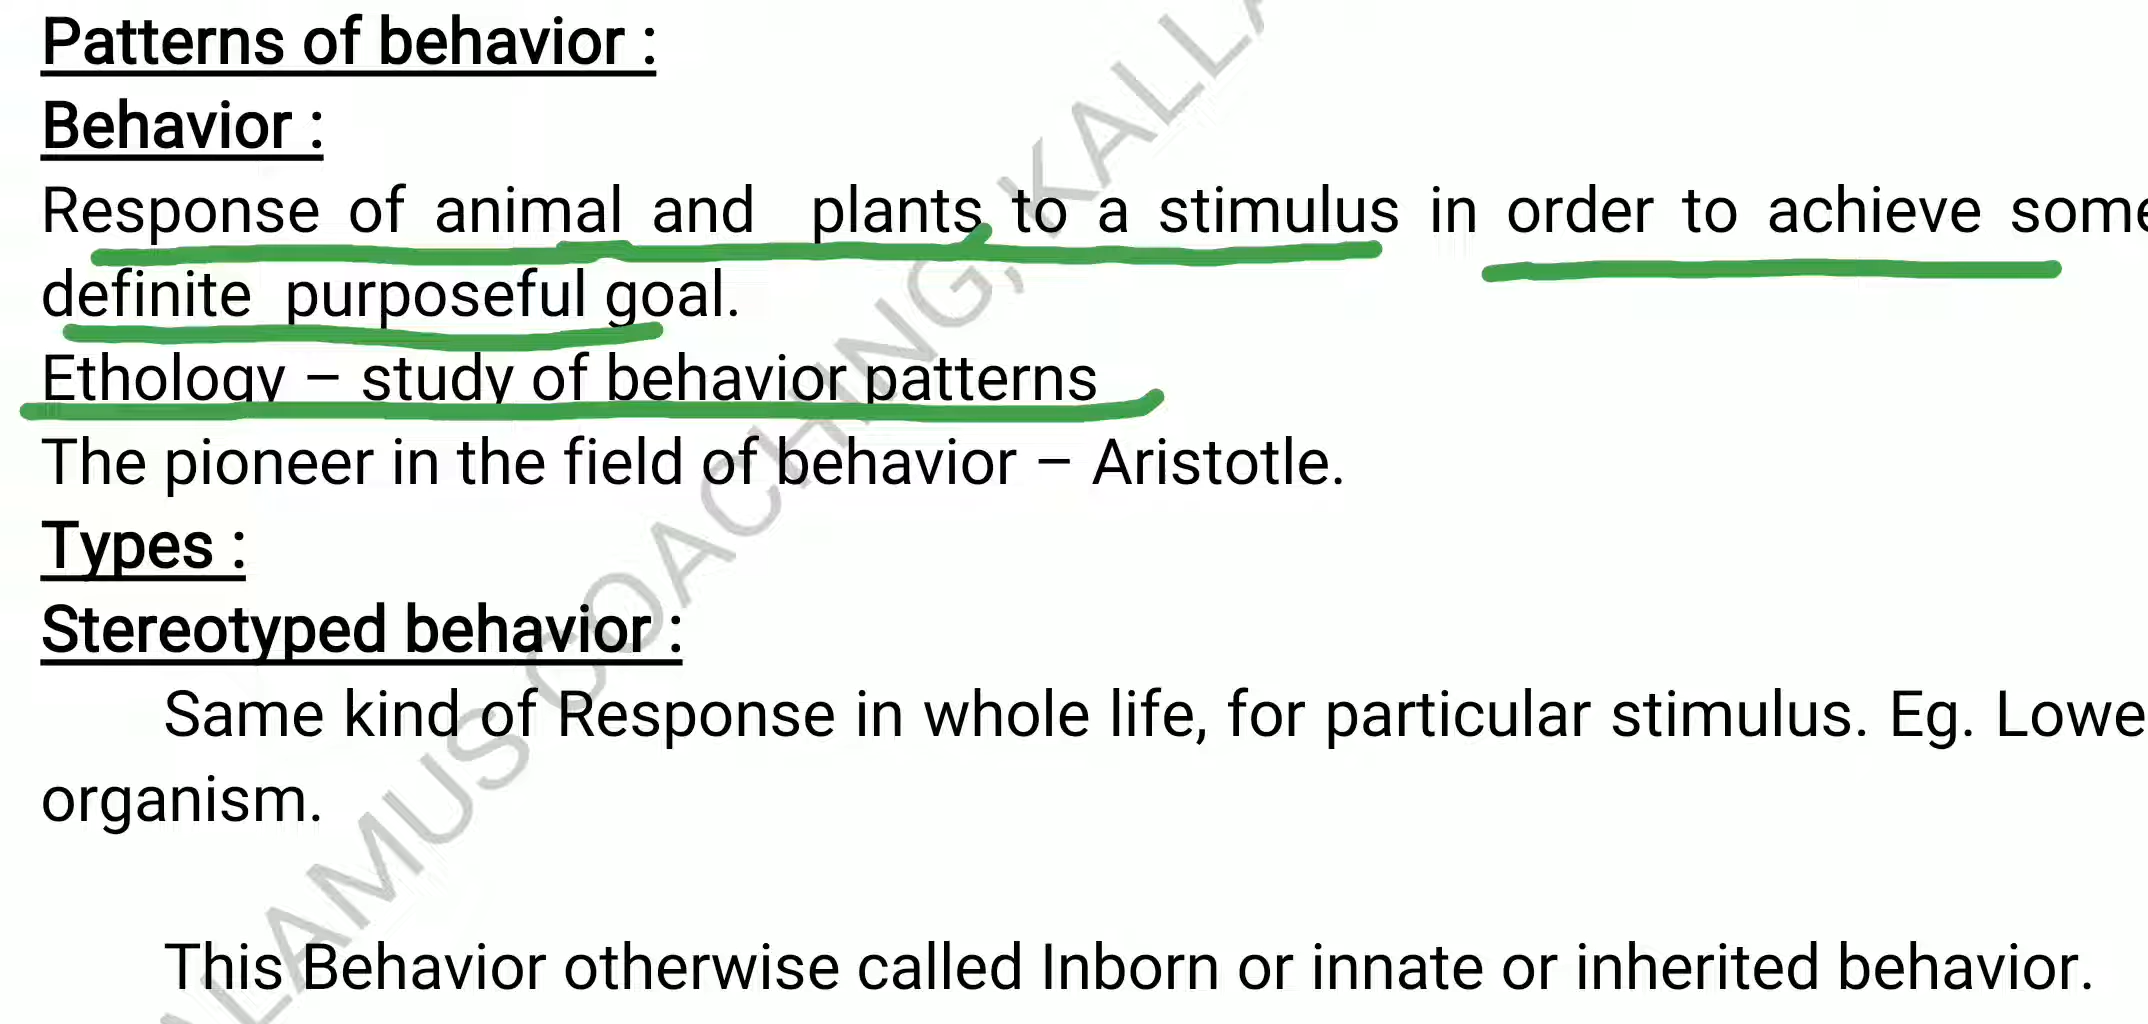 Patterns of behavior :
Behavior :
Response of animal and plants to a stimulus in order to achieve some
definite purposeful goal.
Ethology – study of behavior patterns
The pioneer in the field of behavior – Aristotle.
Types :
Stereotyped behavior :
Same kind of Response in whole life, for particular stimulus. Eg. Lowe
organism.
This Behavior otherwise called Inborn or innate or inherited behavior.
LAMUS COACHING, KALLA